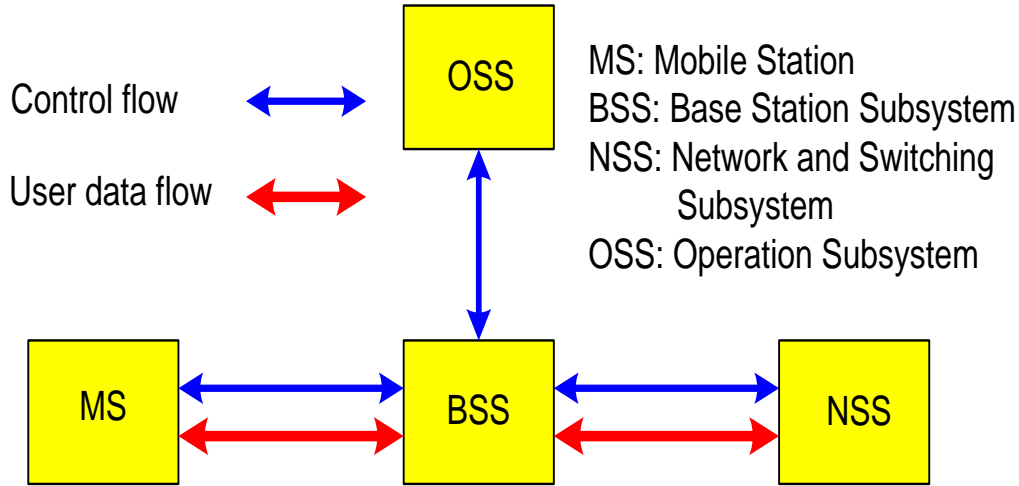 Control flow
User data flow
OSS
MS: Mobile Station
BSS: Base Station Subsystem
NSS: Network and Switching
Subsystem
OSS: Operation Subsystem
MS
BSS
NSS